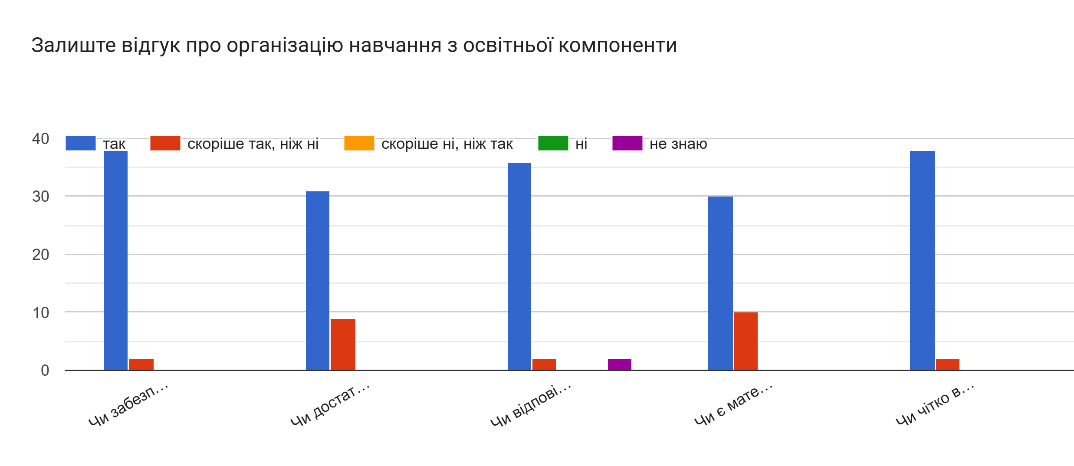 Залиште відгук про організацію навчання з освітньої компоненти
40 так скоріше так, ніж ні скоріше ні, ніж так ні не знаю
30
20
10
0
Чи забезп… Чи достат… Чи відпові… Чи є мате… Чи чітко в…